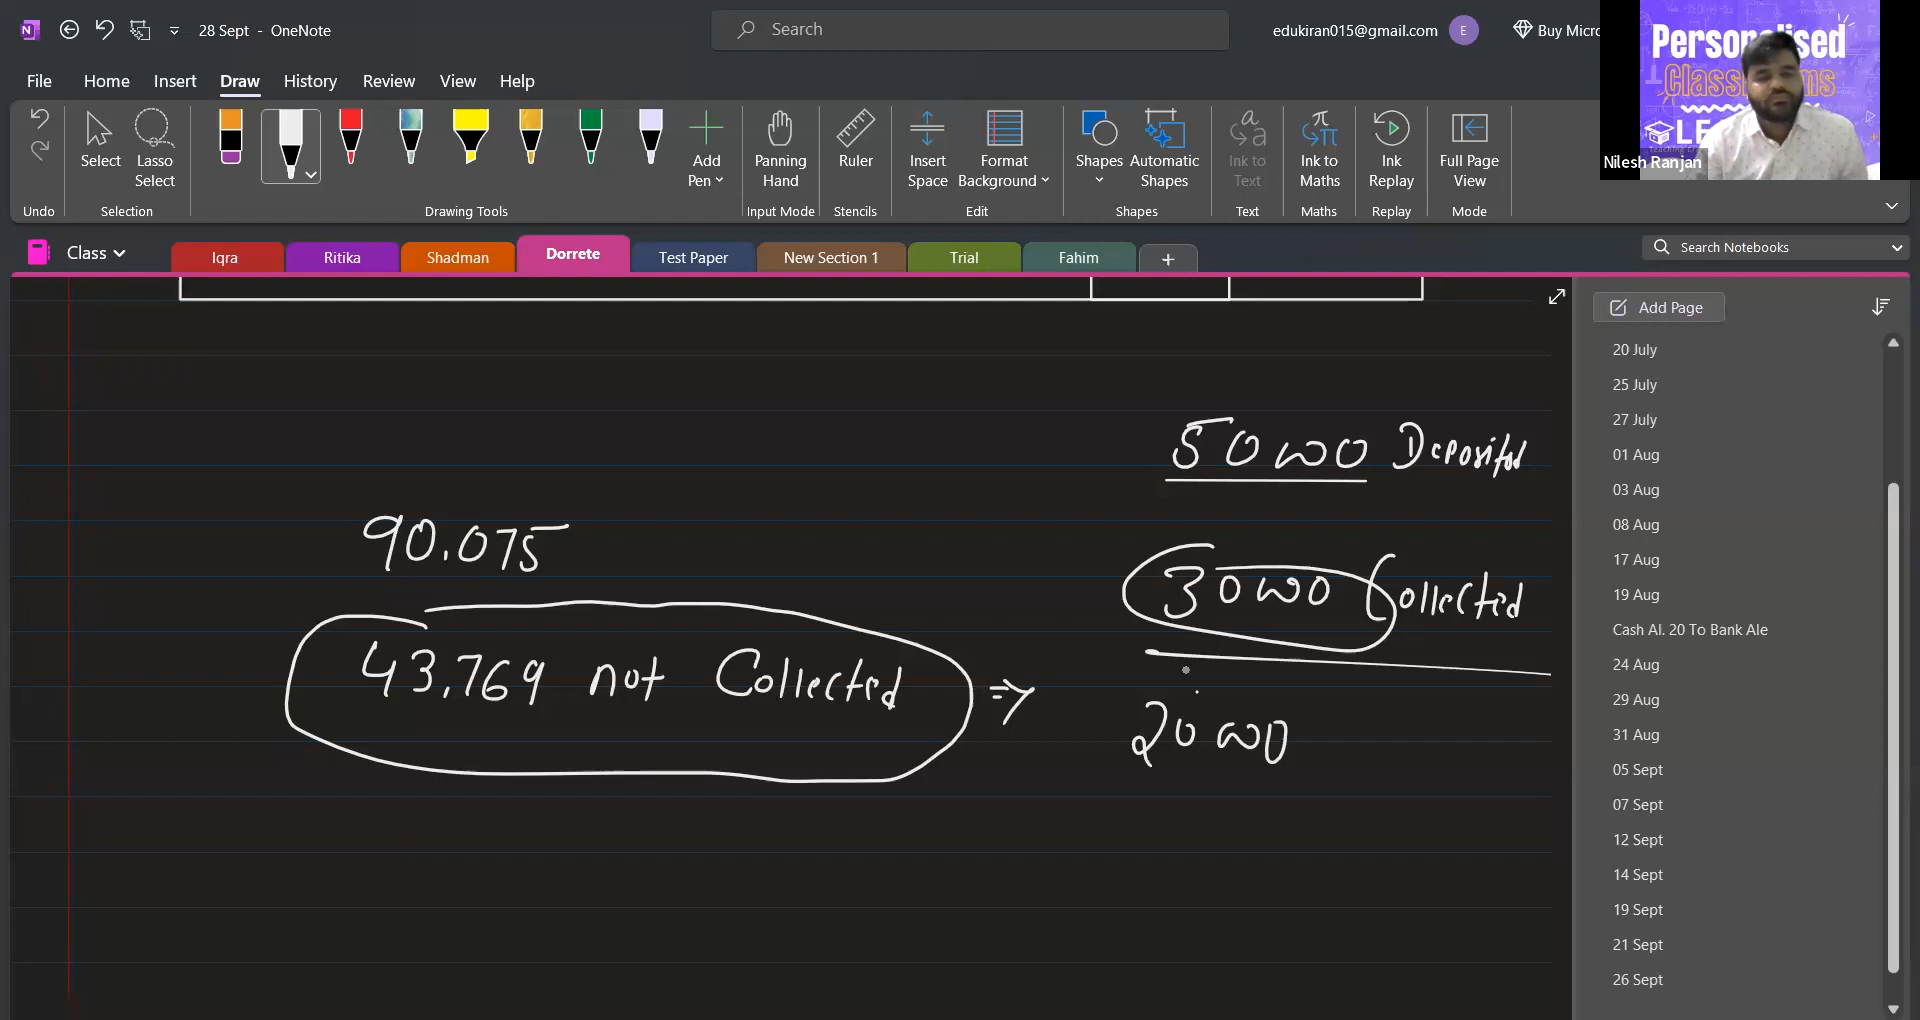 28 Sept - OneNote
Search
edukiran015@gmail.com
E
Buy Micro
Personalised
Classrooms
LE
Nilesh Ranjan
File Home Insert Draw History Review View Help
Select
Lasso Select
Add Pen
Panning Hand
Ruler
Insert Space
Format Background
Shapes
Automatic Shapes
Ink to Text
Ink to Maths
Ink Replay
Full Page View
Undo
Selection
Drawing Tools
Input Mode
Stencils
Edit
Shapes
Text
Maths
Replay
Mode
Class
Iqra
Ritika
Shadman
Dorrete
Test Paper
New Section 1
Trial
Fahim
+
Search Notebooks
50000 Deposited
90.075
30000 Collected
43,769 not Collected ⇒
20000
Add Page
20 July
25 July
27 July
01 Aug
03 Aug
08 Aug
17 Aug
19 Aug
Cash Al. 20 To Bank Ale
24 Aug
29 Aug
31 Aug
05 Sept
07 Sept
12 Sept
14 Sept
19 Sept
21 Sept
26 Sept